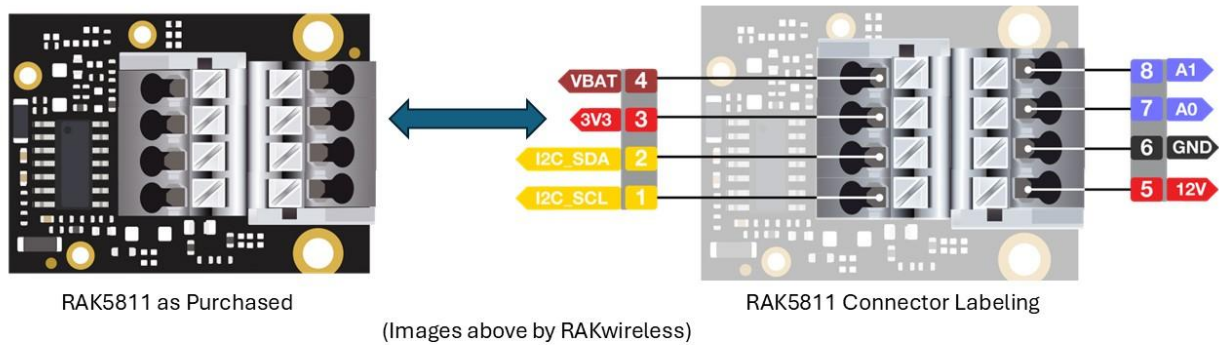 VBAT 4
3V3 3
I2C_SDA 2
I2C_SCL 1
8 A1
7 A0
6 GND
5 12V
RAK5811 as Purchased
RAK5811 Connector Labeling
(Images above by RAKwireless)